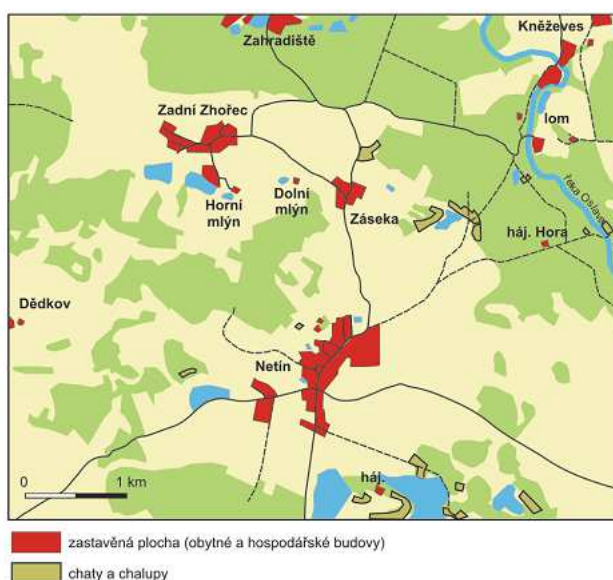 Kněževes
Zahradiště
Zadní Zhořec
lom
Horní
mlýn
Dolní
mlýn
Záseka
řeka Oslava
háj. Hora
Dědkov
Netín
háj.
0 1 km
zastavěná plocha (obytné a hospodářské budovy)
chaty a chalupy